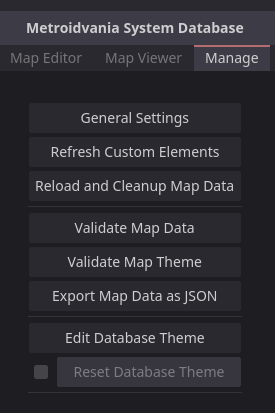 Metroidvania System Database
Map Editor Map Viewer Manage
General Settings
Refresh Custom Elements
Reload and Cleanup Map Data
Validate Map Data
Validate Map Theme
Export Map Data as JSON
Edit Database Theme
Reset Database Theme